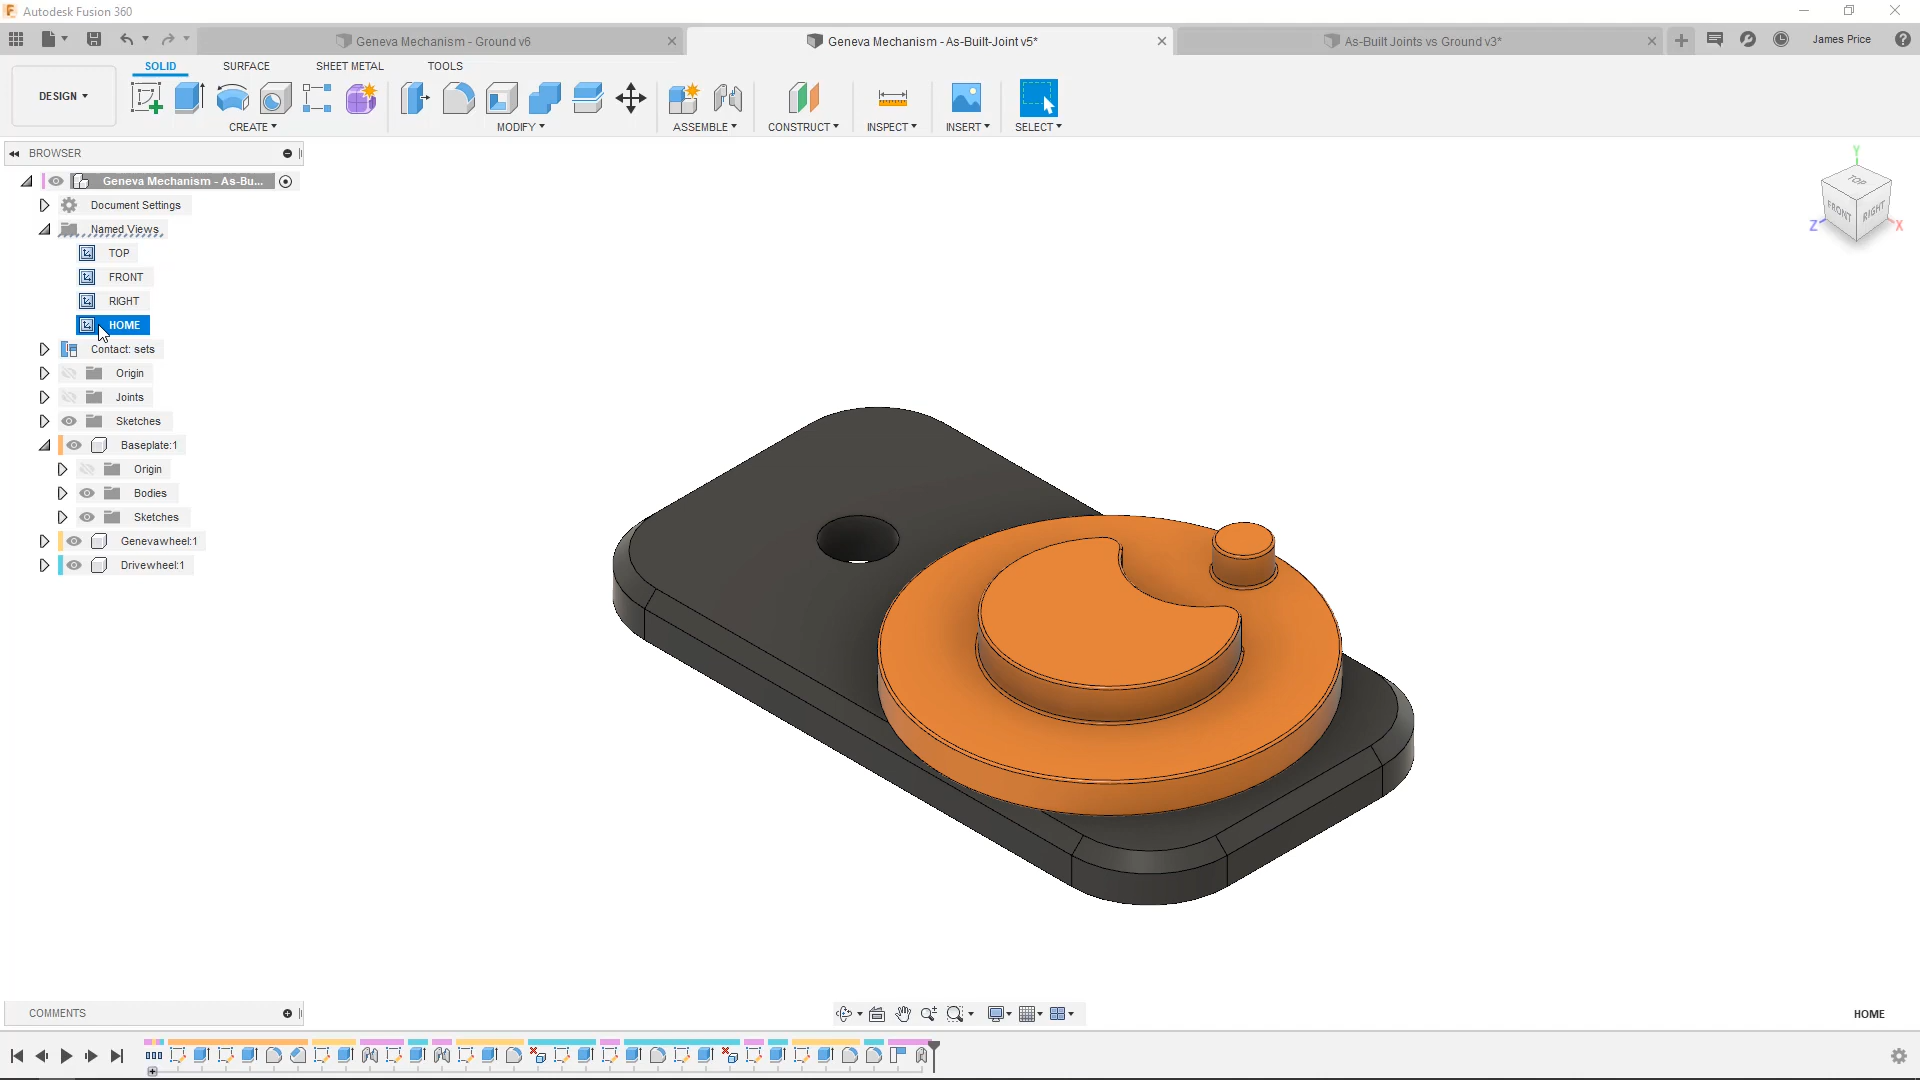 Autodesk Fusion 360
Geneva Mechanism - Ground v6
Geneva Mechanism - As-Built-Joint v5*
As-Built Joints vs Ground v3*
James Price
DESIGN
SOLID
SURFACE
SHEET METAL
TOOLS
CREATE
MODIFY
ASSEMBLE
CONSTRUCT
INSPECT
INSERT
SELECT
BROWSER
Geneva Mechanism - As-Bu...
Document Settings
Named Views
TOP
FRONT
RIGHT
HOME
Contact: sets
Origin
Joints
Sketches
Baseplate:1
Origin
Bodies
Sketches
Genevawheel:1
Drivewheel:1
Y
TOP
FRONT
RIGHT
Z
X
COMMENTS
HOME